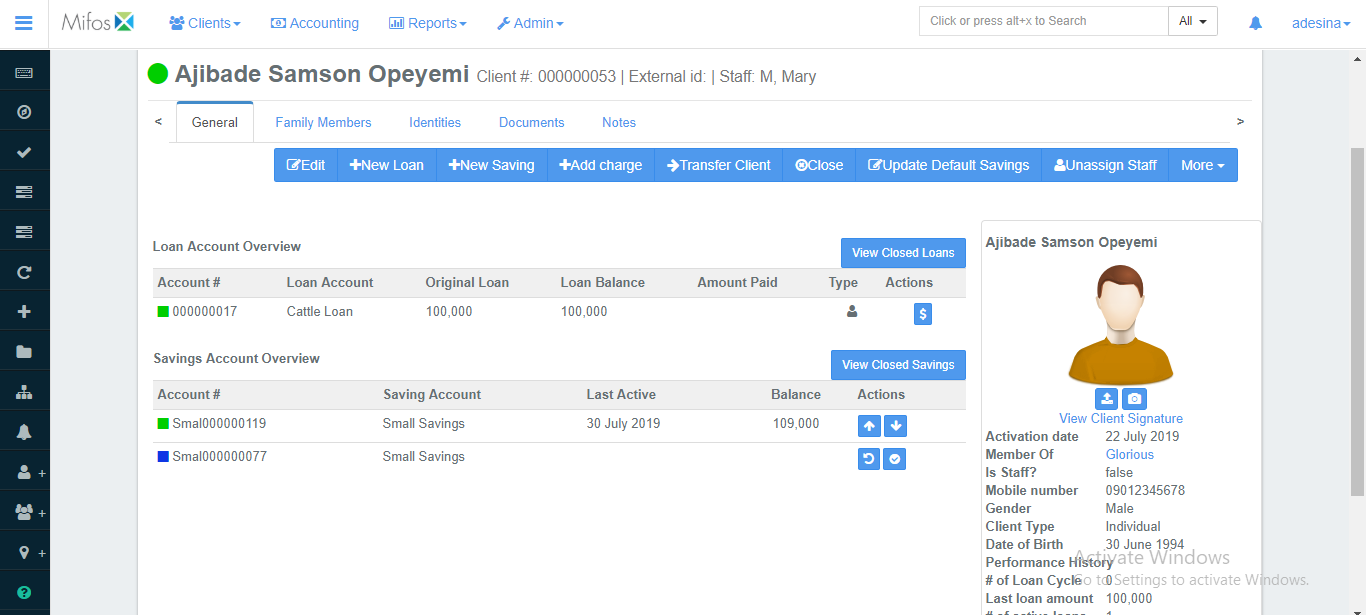 Mifos Clients Accounting Reports Admin Click or press alt+x to Search All adesina
Ajibade Samson Opeyemi Client #: 000000053 | External id: | Staff: M, Mary
< General Family Members Identities Documents Notes >
Edit New Loan New Saving Add charge Transfer Client Close Update Default Savings Unassign Staff More
Loan Account Overview View Closed Loans
Account # Loan Account Original Loan Loan Balance Amount Paid Type Actions
000000017 Cattle Loan 100,000 100,000 $
Savings Account Overview View Closed Savings
Account # Saving Account Last Active Balance Actions
Smal000000119 Small Savings 30 July 2019 109,000
Smal000000077 Small Savings
Ajibade Samson Opeyemi
View Client Signature
Activation date 22 July 2019
Member Of Glorious
Is Staff? false
Mobile number 09012345678
Gender Male
Client Type Individual
Date of Birth 30 June 1994
Performance History
# of Loan Cycle 0
Last loan amount 100,000
Activate Windows
Go to Settings to activate Windows.